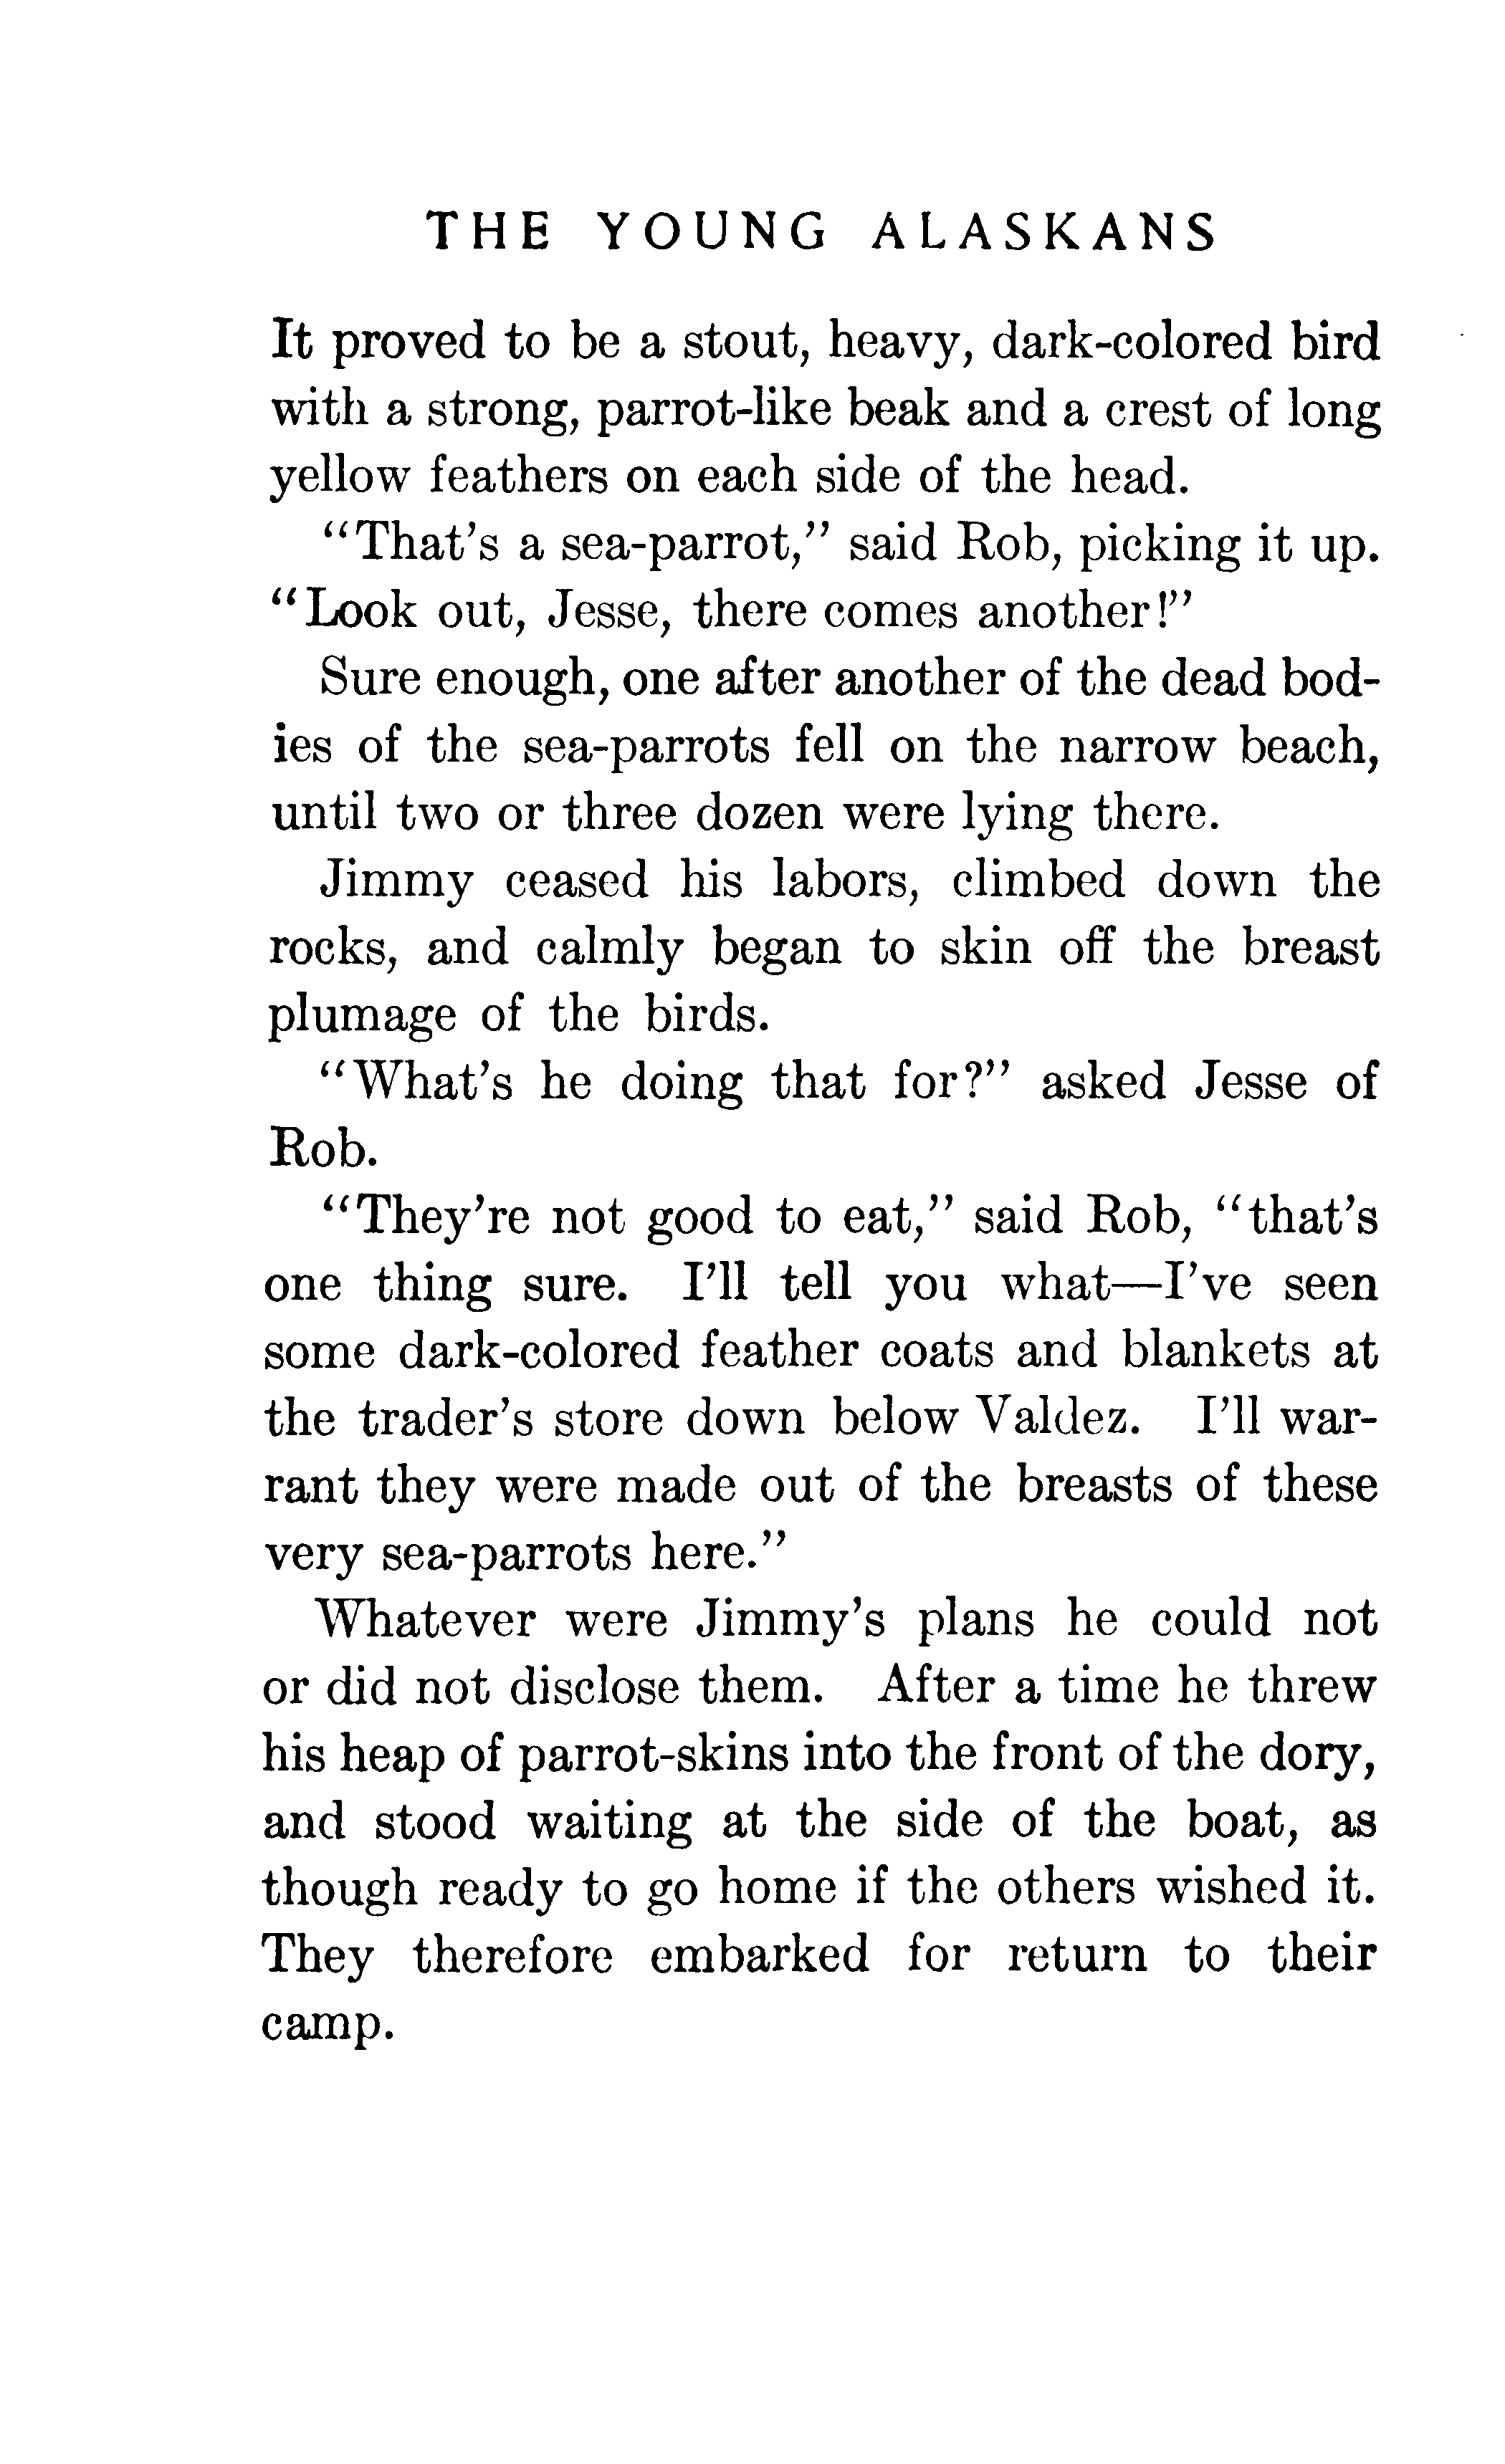 THE YOUNG ALASKANS
It proved to be a stout, heavy, dark-colored bird
with a strong, parrot-like beak and a crest of long
yellow feathers on each side of the head.
"That's a sea-parrot," said Rob, picking it up.
"Look out, Jesse, there comes another!"
Sure enough, one after another of the dead bod-
ies of the sea-parrots fell on the narrow beach,
until two or three dozen were lying there.
Jimmy ceased his labors, climbed down the
rocks, and calmly began to skin off the breast
plumage of the birds.
"What's he doing that for?" asked Jesse of
Rob.
"They're not good to eat," said Rob, "that's
one thing sure. I'll tell you what—I've seen
some dark-colored feather coats and blankets at
the trader's store down below Valdez. I'll war-
rant they were made out of the breasts of these
very sea-parrots here."
Whatever were Jimmy's plans he could not
or did not disclose them. After a time he threw
his heap of parrot-skins into the front of the dory,
and stood waiting at the side of the boat, as
though ready to go home if the others wished it.
They therefore embarked for return to their
camp.